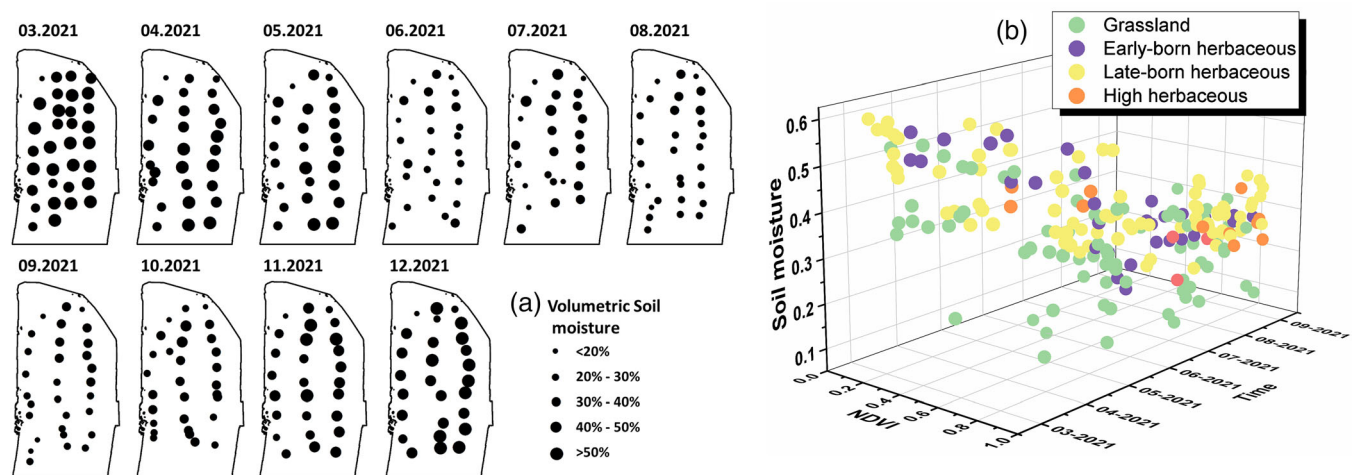 03.2021
04.2021
05.2021
06.2021
07.2021
08.2021
09.2021
10.2021
11.2021
12.2021
(a) Volumetric Soil
moisture
<20%
20% - 30%
30% - 40%
40% - 50%
>50%
(b)
Grassland
Early-born herbaceous
Late-born herbaceous
High herbaceous
Soil moisture
0.6
0.5
0.4
0.3
0.2
0.1
0.0
0.2
0.4
0.6
0.8
1.0
NDVI
03-2021
04-2021
05-2021
06-2021
07-2021
08-2021
09-2021
Time